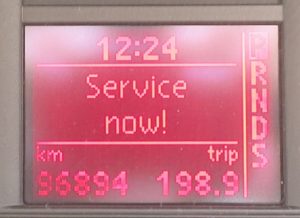 12:24
Service
now!
km trip
96894 198.9
P
R
N
D
S